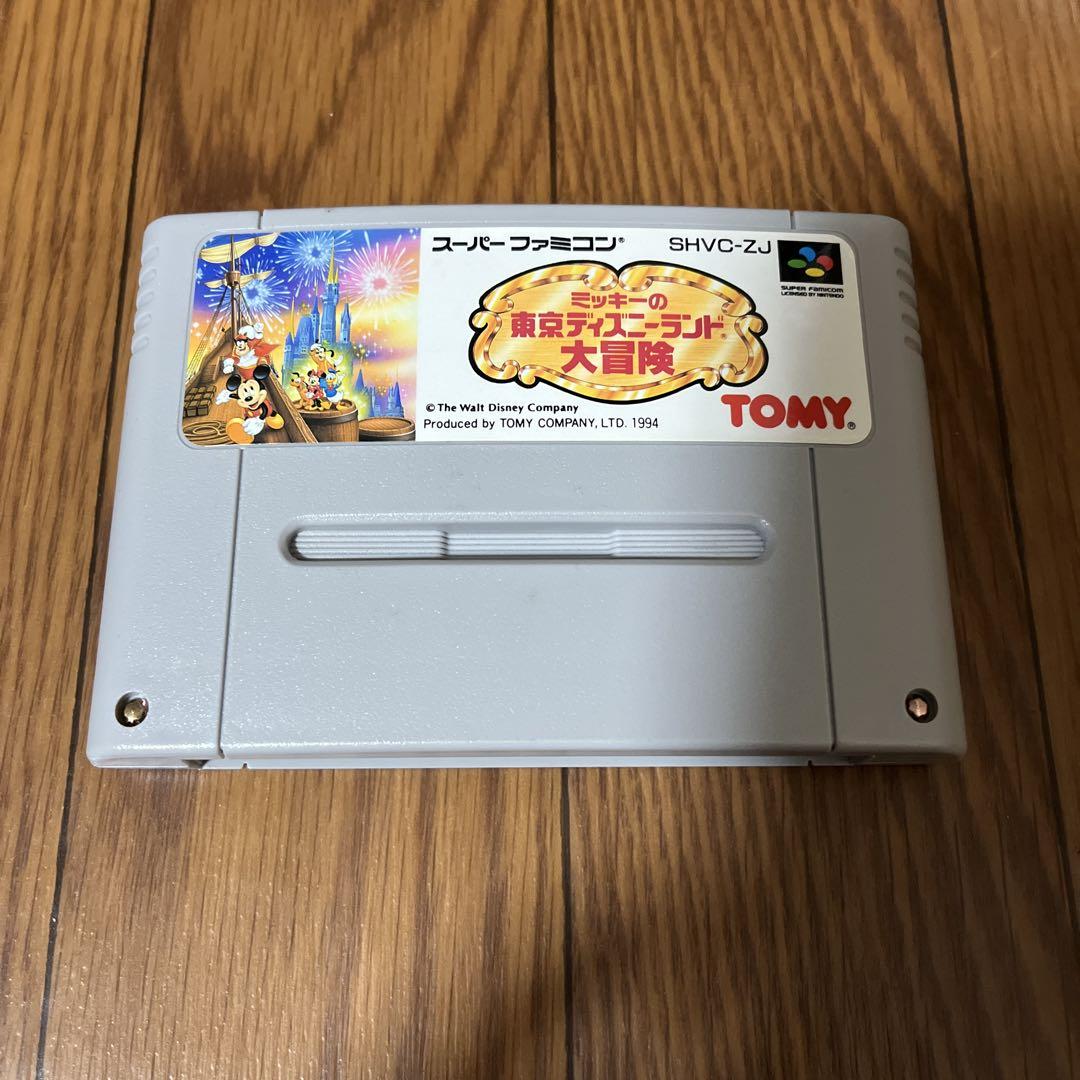 スーパーファミコン®
SHVC-ZJ
SUPER FAMICOM
LICENSED BY NINTENDO
ミッキーの
東京ディズニーランド®
大冒険
TOMY®
©The Walt Disney Company
Produced by TOMY COMPANY, LTD. 1994